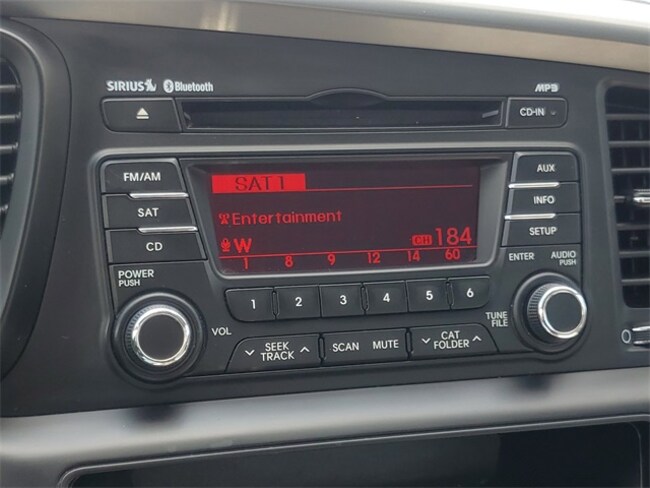 SIRIUS Bluetooth MP3
CD-IN
FM/AM
SAT
CD
SAT1
Entertainment
W CH 184
1 8 9 12 14 60
AUX
INFO
SETUP
POWER
PUSH
VOL
ENTER
AUDIO
PUSH
TUNE
FILE
1 2 3 4 5 6
SEEK
TRACK
SCAN MUTE
CAT
FOLDER